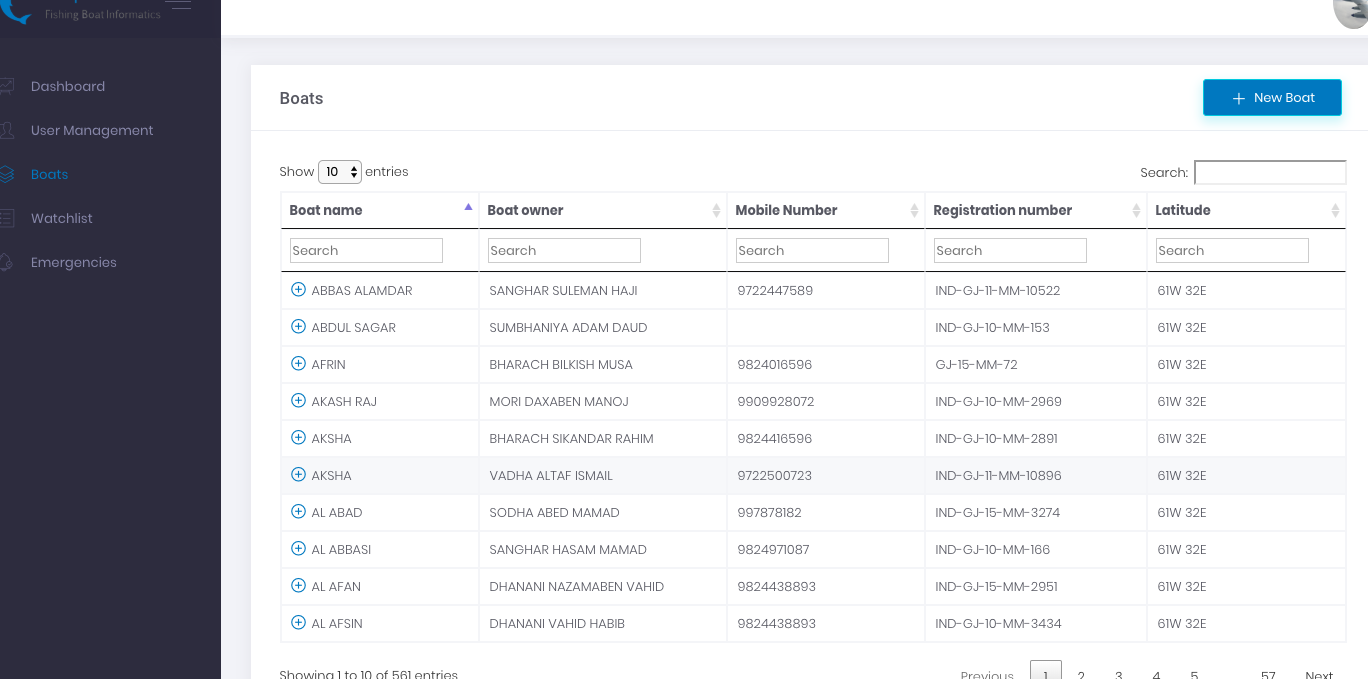 Fishing Boat Informatics
Dashboard
User Management
Boats
Watchlist
Emergencies
Boats
New Boat
Show 10 entries
Search:
Boat name Boat owner Mobile Number Registration number Latitude
Search Search Search Search Search
ABBAS ALAMDAR SANGHAR SULEMAN HAJI 9722447589 IND-GJ-11-MM-10522 61W 32E
ABDUL SAGAR SUMBHANIYA ADAM DAUD IND-GJ-10-MM-153 61W 32E
AFRIN BHARACH BILKISH MUSA 9824016596 GJ-15-MM-72 61W 32E
AKASH RAJ MORI DAXABEN MANOJ 9909928072 IND-GJ-10-MM-2969 61W 32E
AKSHA BHARACH SIKANDAR RAHIM 9824416596 IND-GJ-10-MM-2891 61W 32E
AKSHA VADHA ALTAF ISMAIL 9722500723 IND-GJ-11-MM-10896 61W 32E
AL ABAD SODHA ABED MAMAD 997878182 IND-GJ-15-MM-3274 61W 32E
AL ABBASI SANGHAR HASAM MAMAD 9824971087 IND-GJ-10-MM-166 61W 32E
AL AFAN DHANANI NAZAMABEN VAHID 9824438893 IND-GJ-15-MM-2951 61W 32E
AL AFSIN DHANANI VAHID HABIB 9824438893 IND-GJ-10-MM-3434 61W 32E
Showing 1 to 10 of 561 entries
Previous 1 2 3 4 5 57 Next